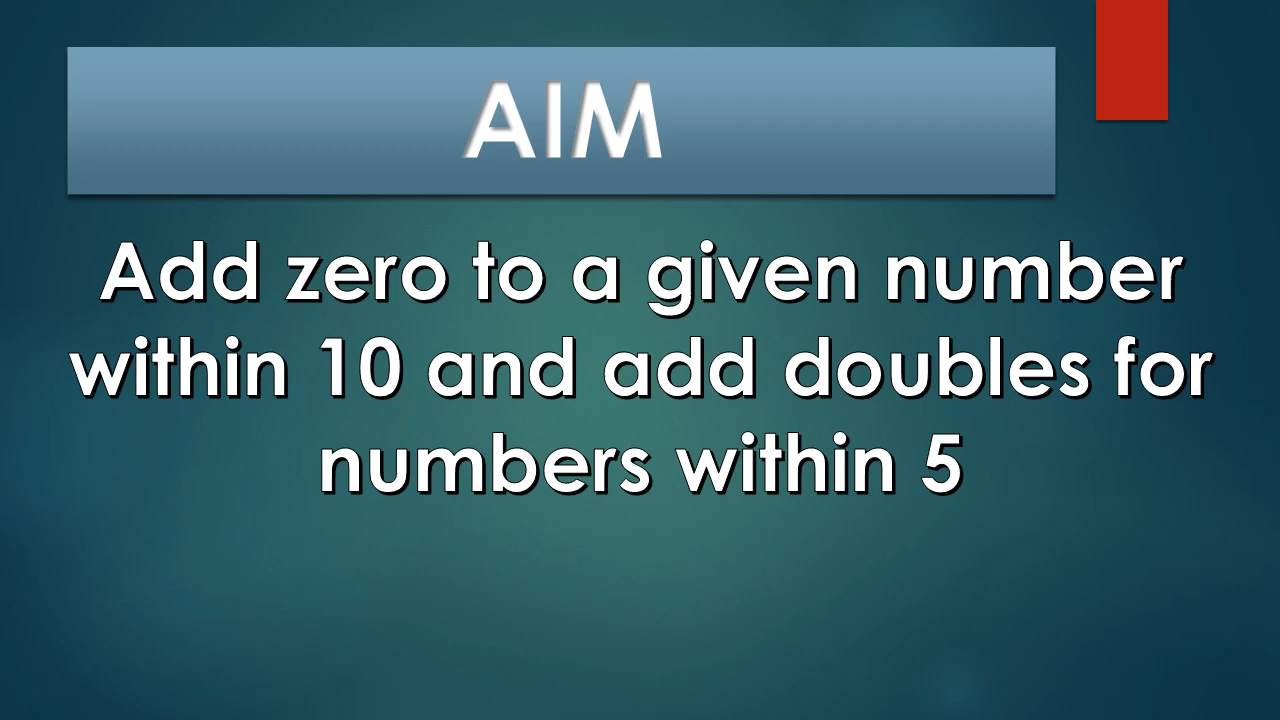 AIM
Add zero to a given number
within 10 and add doubles for
numbers within 5